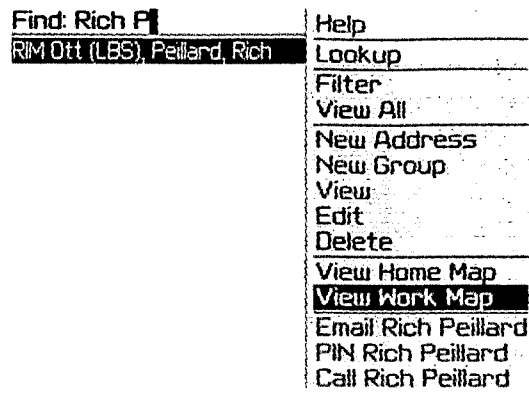 Find: Rich P
RIM Ott (LBS), Peillard, Rich
Help
Lookup
Filter
View All
New Address
New Group
View
Edit
Delete
View Home Map
View Work Map
Email Rich Peillard
PIN Rich Peillard
Call Rich Peillard